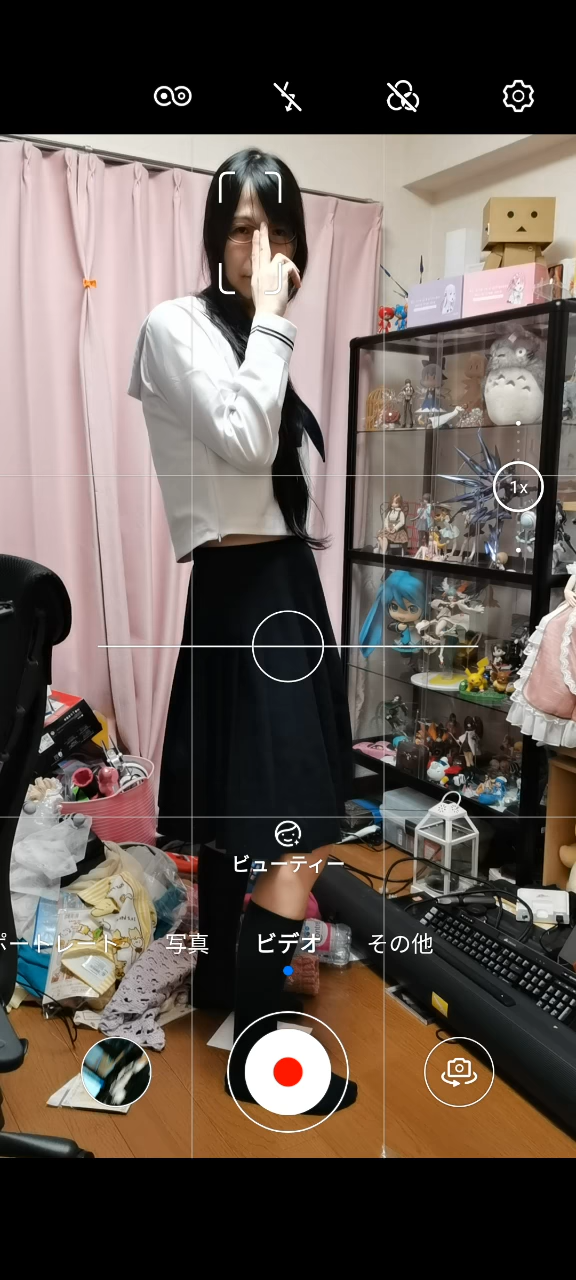 1x
ビューティー
ポートレート
写真
ビデオ
その他